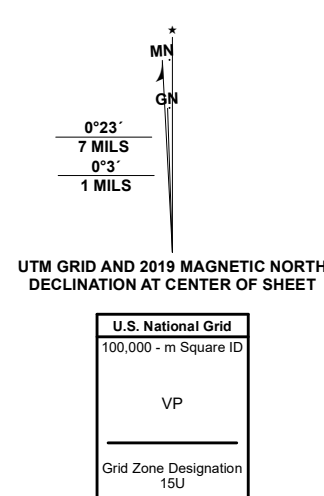 ★
MN
GN
0°23´
7 MILS
0°3´
1 MILS
UTM GRID AND 2019 MAGNETIC NORTH
DECLINATION AT CENTER OF SHEET
U.S. National Grid
100,000 - m Square ID
VP
Grid Zone Designation
15U